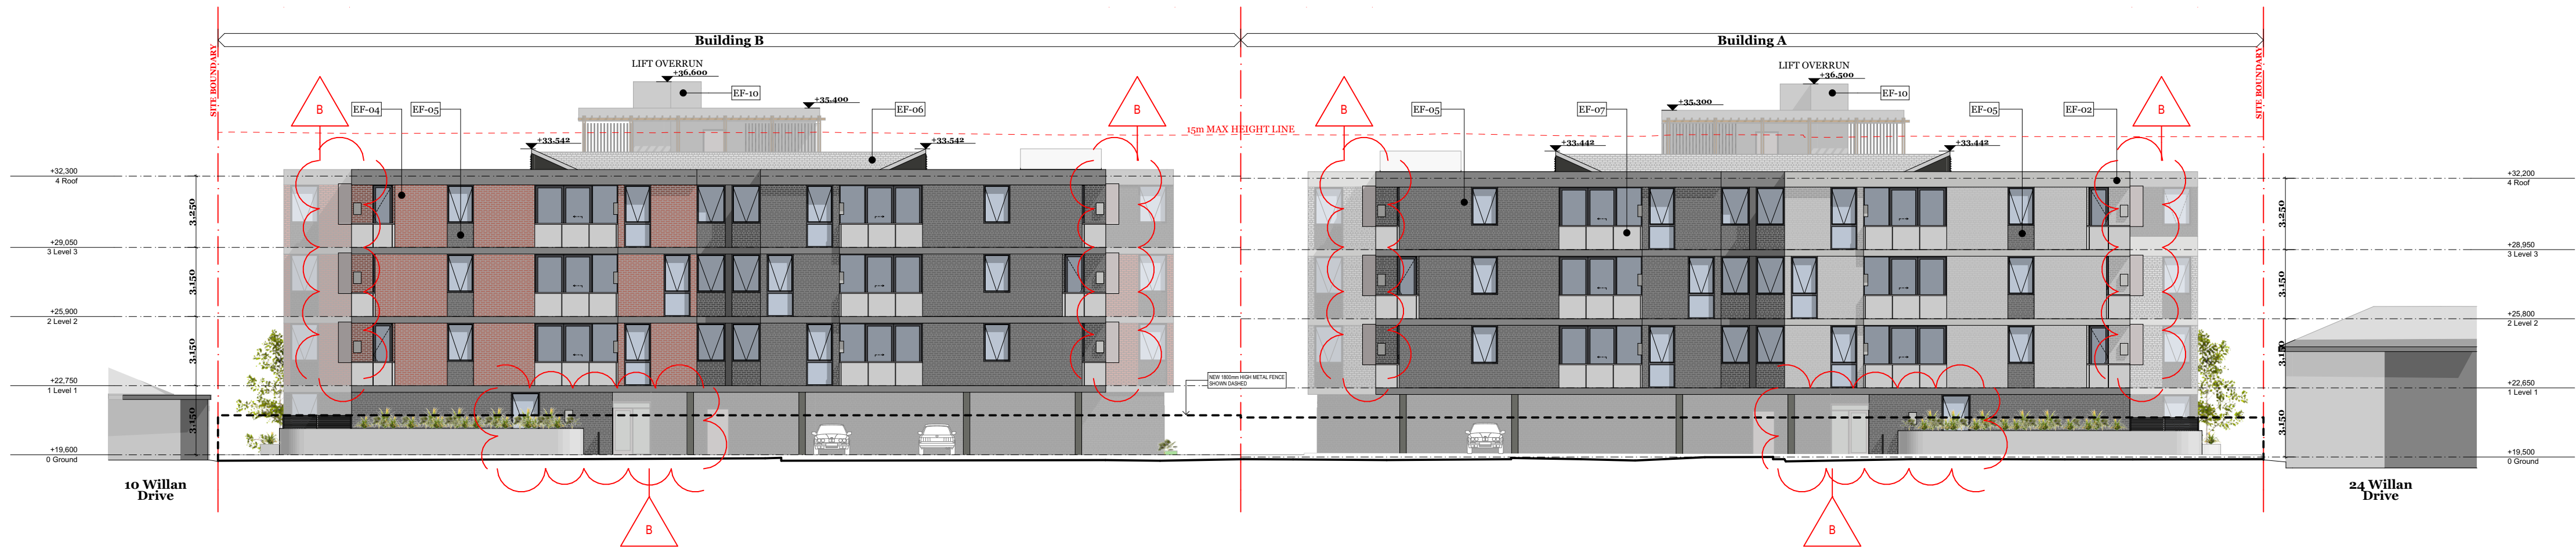 Building B
Building A
SITE BOUNDARY
SITE BOUNDARY
LIFT OVERRUN
+36,600
LIFT OVERRUN
+36,500
B
EF-04
EF-05
EF-10
+35,400
EF-06
B
B
EF-05
EF-07
+35,300
EF-10
EF-05
EF-02
B
15m MAX HEIGHT LINE
+33,542
+33,542
+33,442
+33,442
+32,300
4 Roof
+32,200
4 Roof
3,250
3,250
+29,050
3 Level 3
+28,950
3 Level 3
3,150
3,150
+25,900
2 Level 2
+25,800
2 Level 2
3,150
3,150
+22,750
1 Level 1
NEW 1800mm HIGH METAL FENCE
SHOWN DASHED
+22,650
1 Level 1
3,150
3,150
+19,600
0 Ground
+19,500
0 Ground
10 Willan
Drive
24 Willan
Drive
B
B